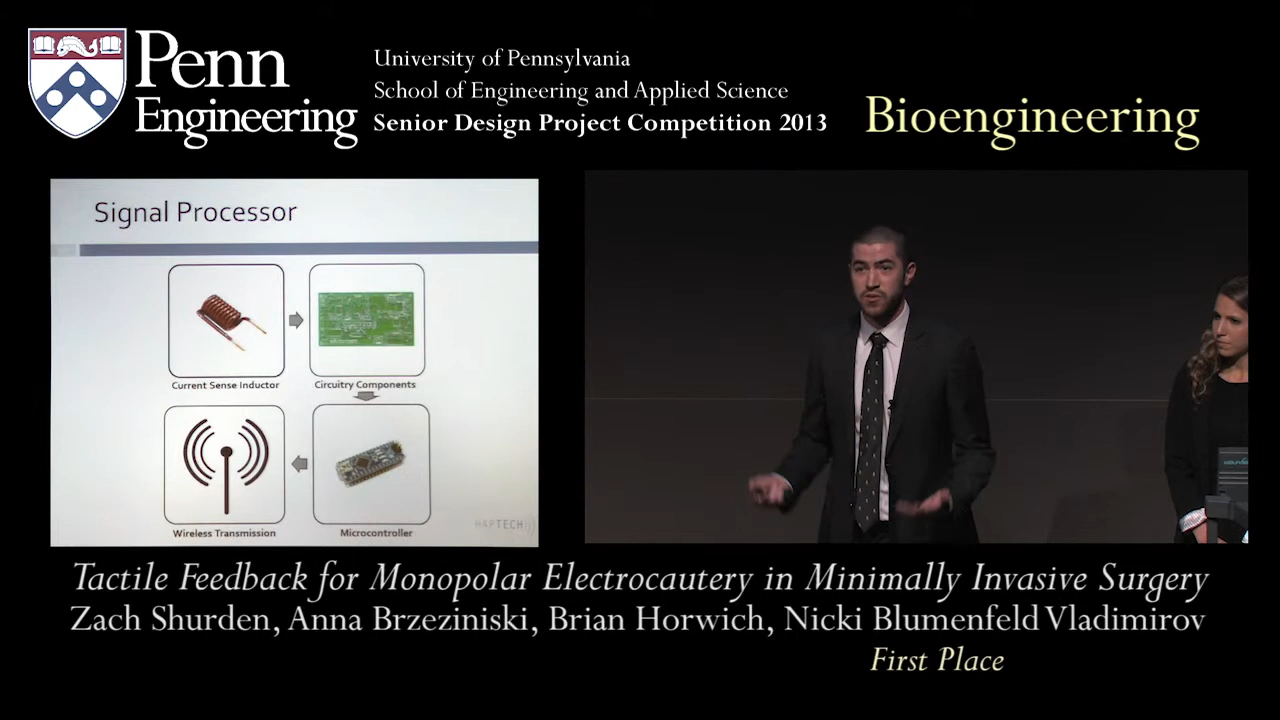 Penn
Engineering
University of Pennsylvania
School of Engineering and Applied Science
Senior Design Project Competition 2013
Bioengineering
Signal Processor
Current Sense Inductor
Circuitry Components
Wireless Transmission
Microcontroller
HAPTECH
Tactile Feedback for Monopolar Electrocautery in Minimally Invasive Surgery
Zach Shurden, Anna Brzeziniski, Brian Horwich, Nicki Blumenfeld Vladimirov
First Place